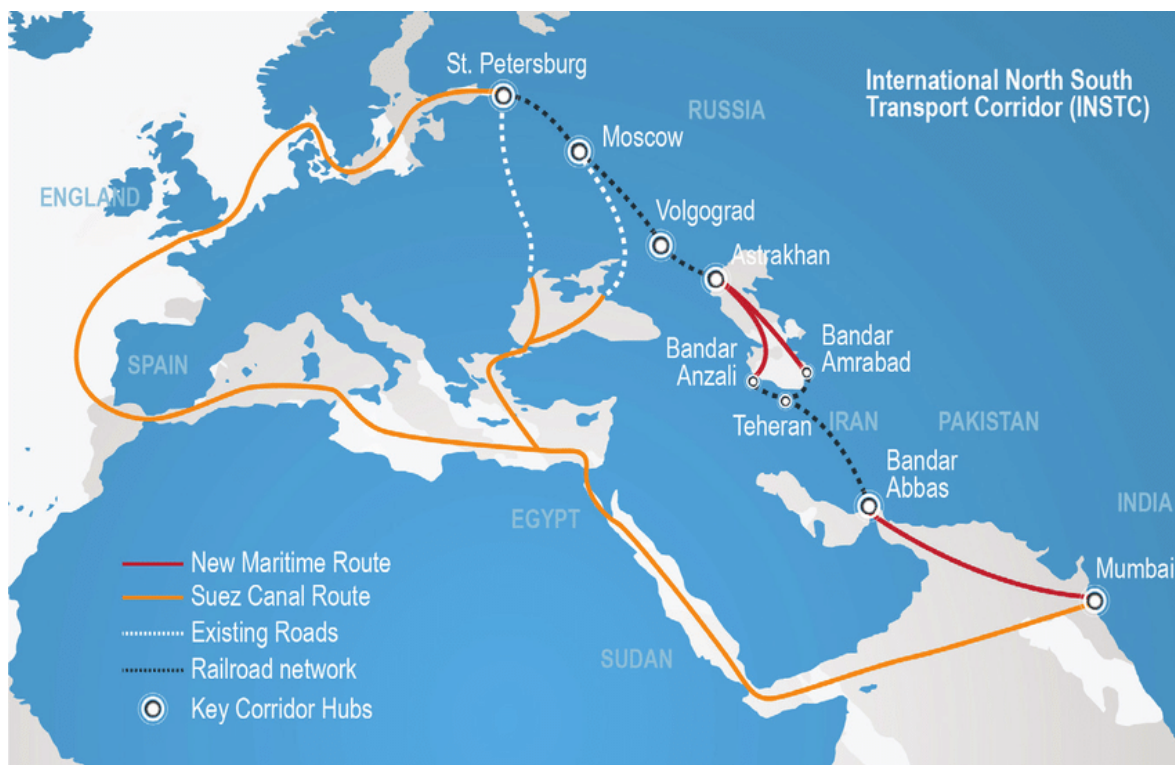 St. Petersburg
International North South
Transport Corridor (INSTC)
RUSSIA
Moscow
ENGLAND
Volgograd
Astrakhan
SPAIN
Bandar
Anzali
Bandar
Amrabad
Teheran
IRAN
PAKISTAN
Bandar
Abbas
INDIA
EGYPT
Mumbai
SUDAN
New Maritime Route
Suez Canal Route
Existing Roads
Railroad network
Key Corridor Hubs